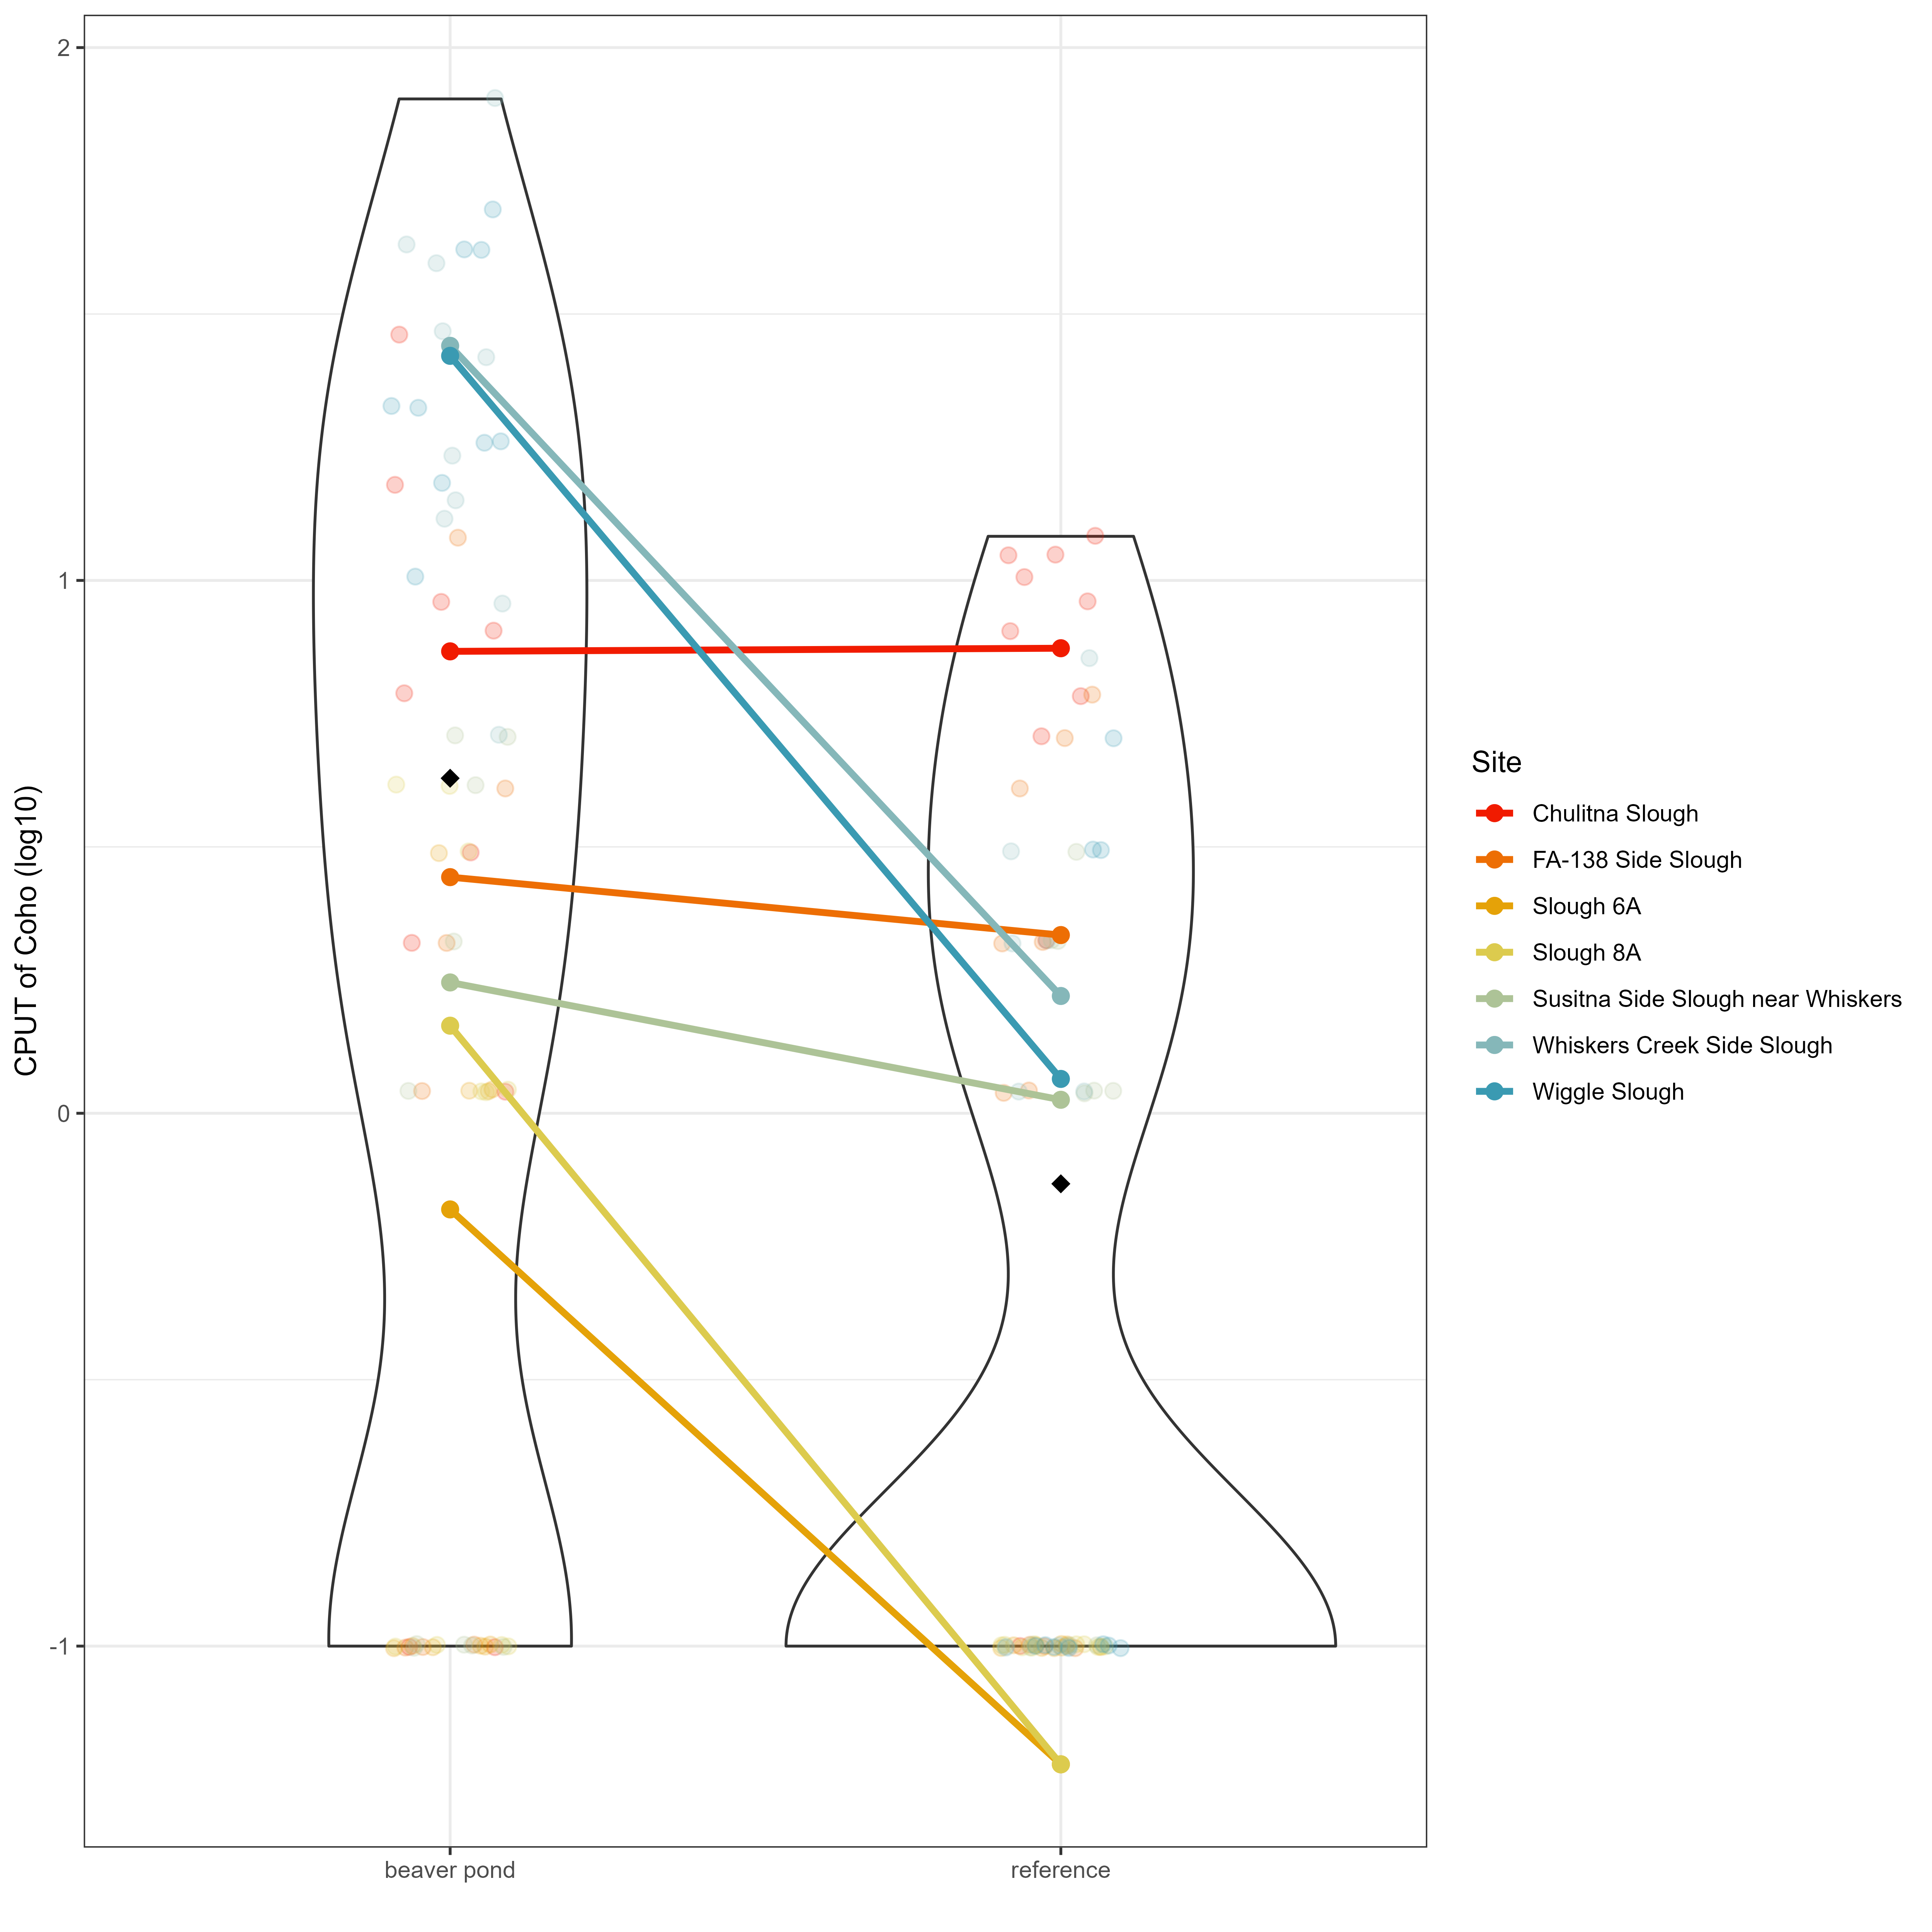 CPUT of Coho (log10)
2
1
0
-1
beaver pond
reference
Site
Chulitna Slough
FA-138 Side Slough
Slough 6A
Slough 8A
Susitna Side Slough near Whiskers
Whiskers Creek Side Slough
Wiggle Slough